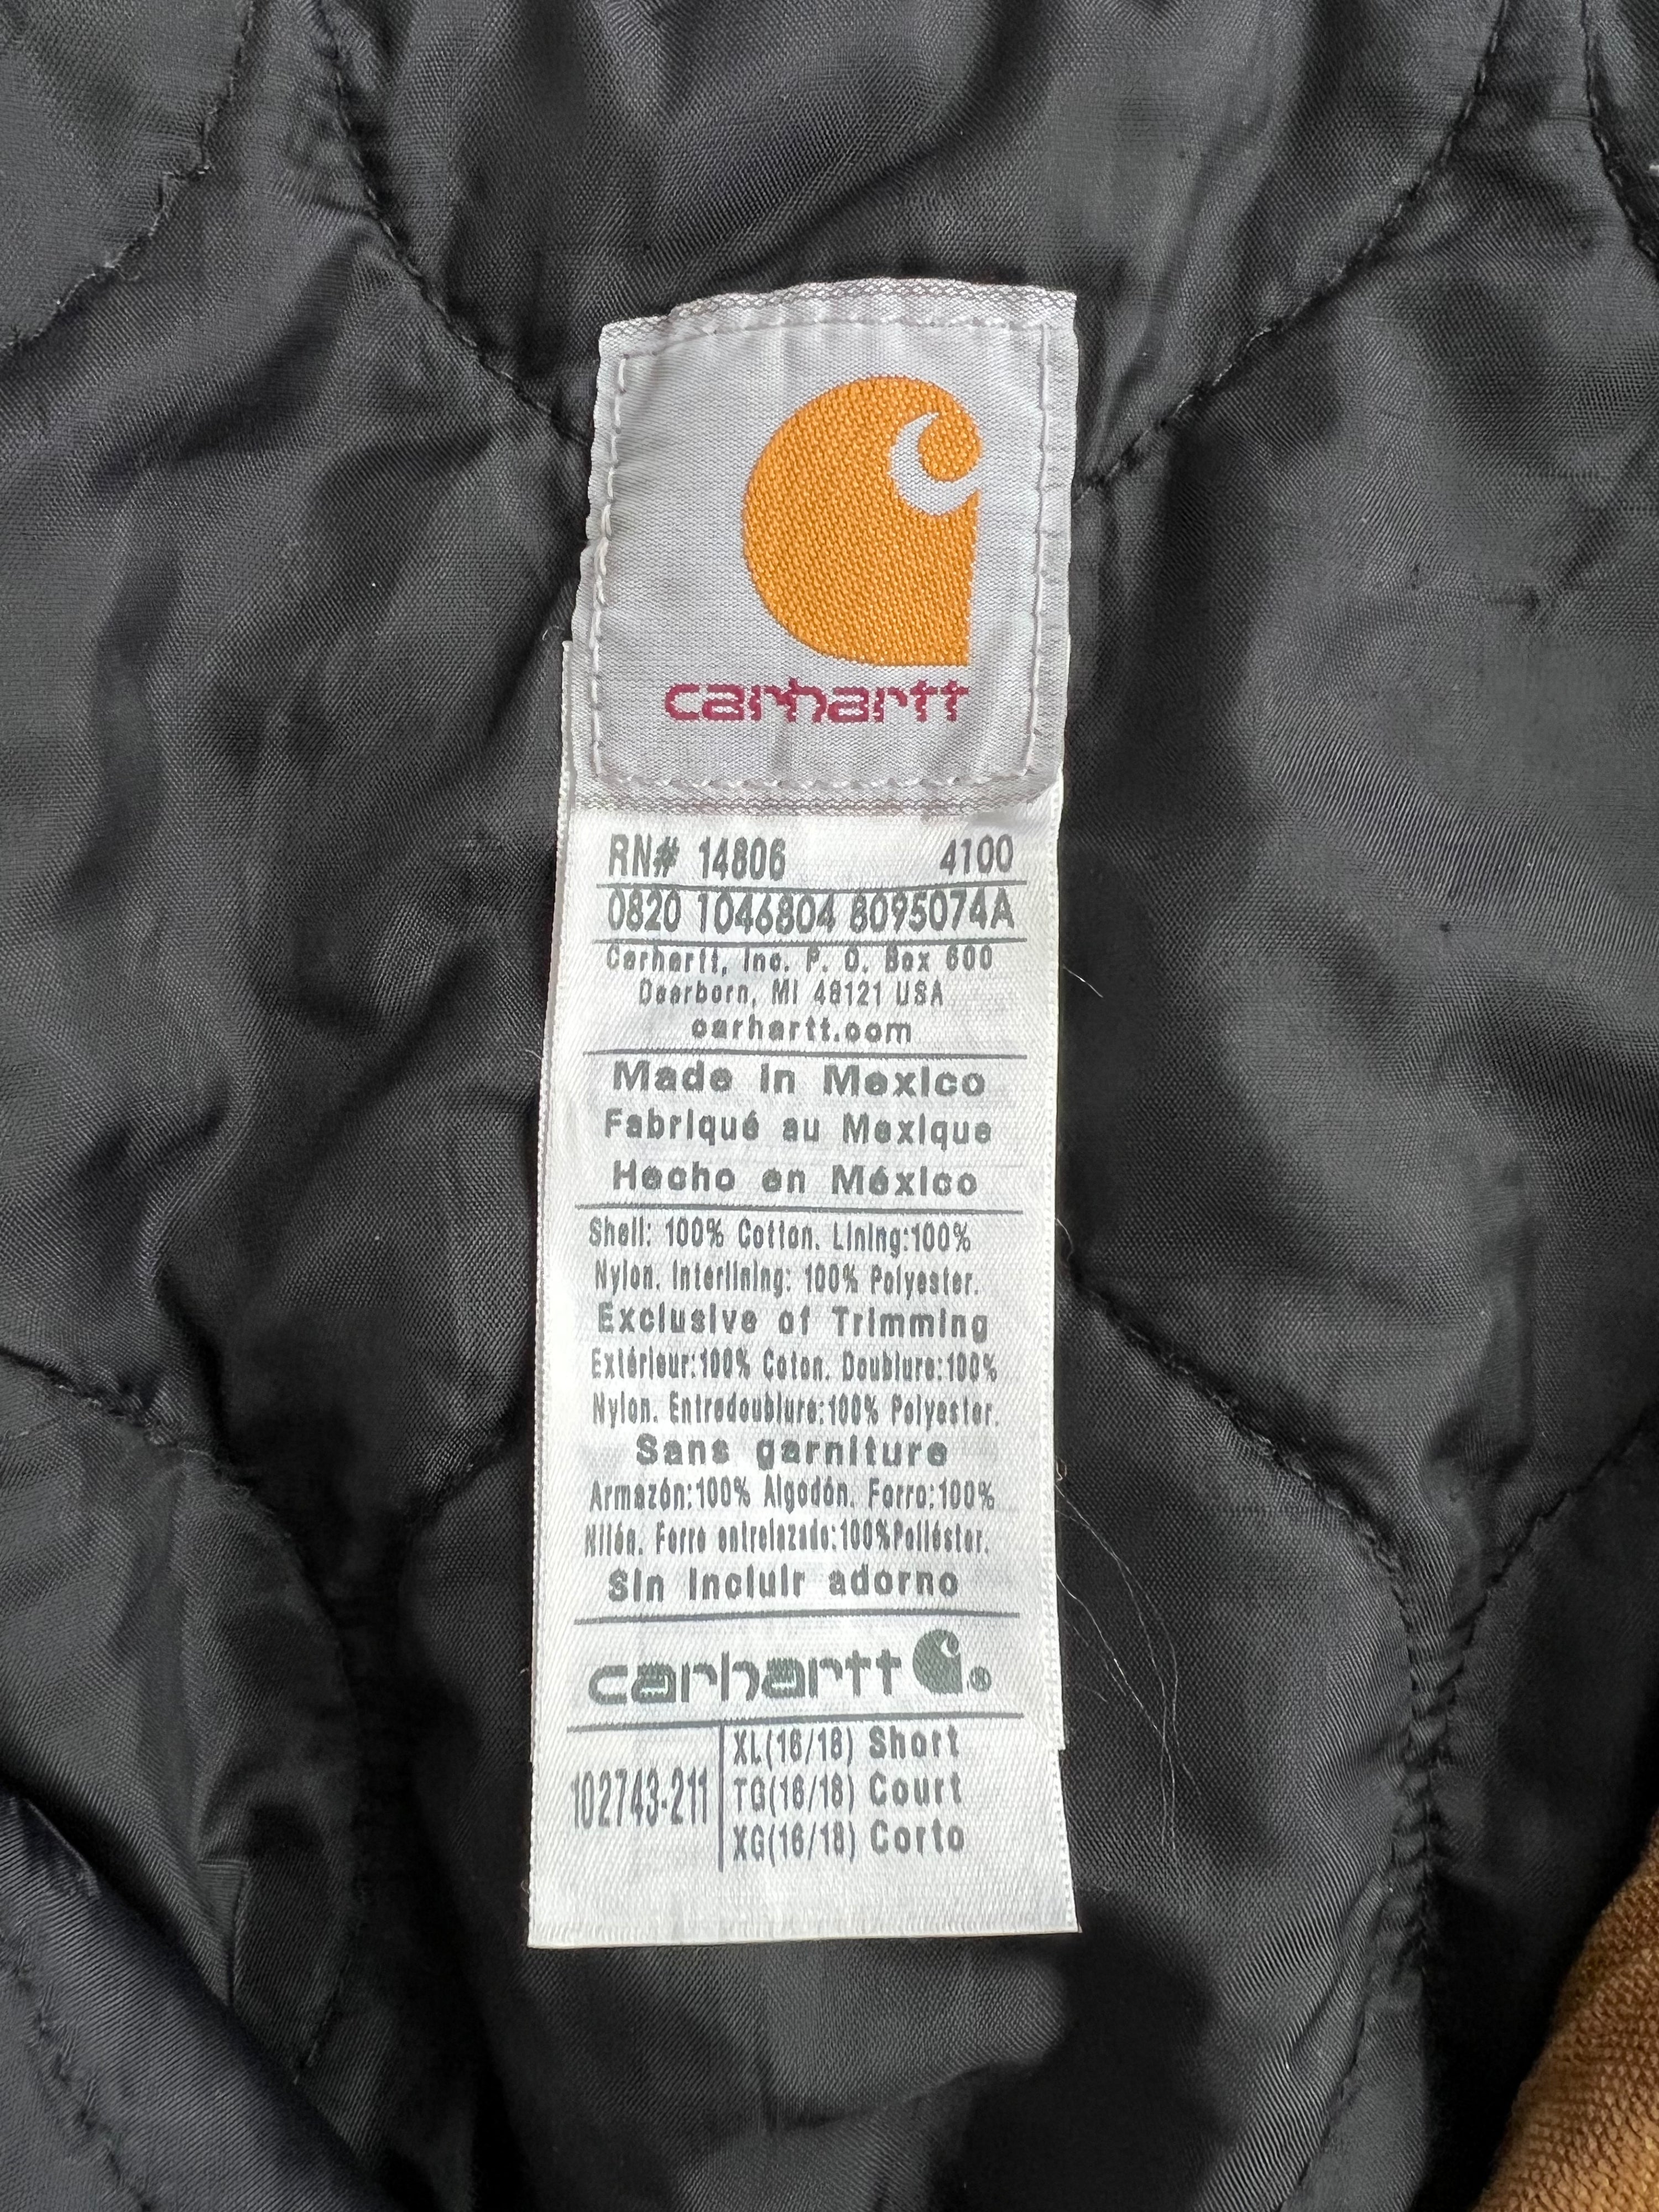 carhartt
RN# 14806 4100
0820 1046804 8095074A
Carhartt, Inc. P. O. Box 600
Dearborn, MI 48121 USA
carhartt.com
Made in Mexico
Fabriqué au Mexique
Hecho en México
Shell: 100% Cotton. Lining:100%
Nylon. Interlining: 100% Polyester.
Exclusive of Trimming
Extérieur:100% Coton. Doublure:100%
Nylon. Entredoublure:100% Polyester.
Sans garniture
Armazón:100% Algodón. Forro:100%
Nilón. Forro entrelazado:100%Poliéster.
Sin incluir adorno
carhartt ®
102743-211
XL(16/18) Short
TG(16/18) Court
XG(16/18) Corto